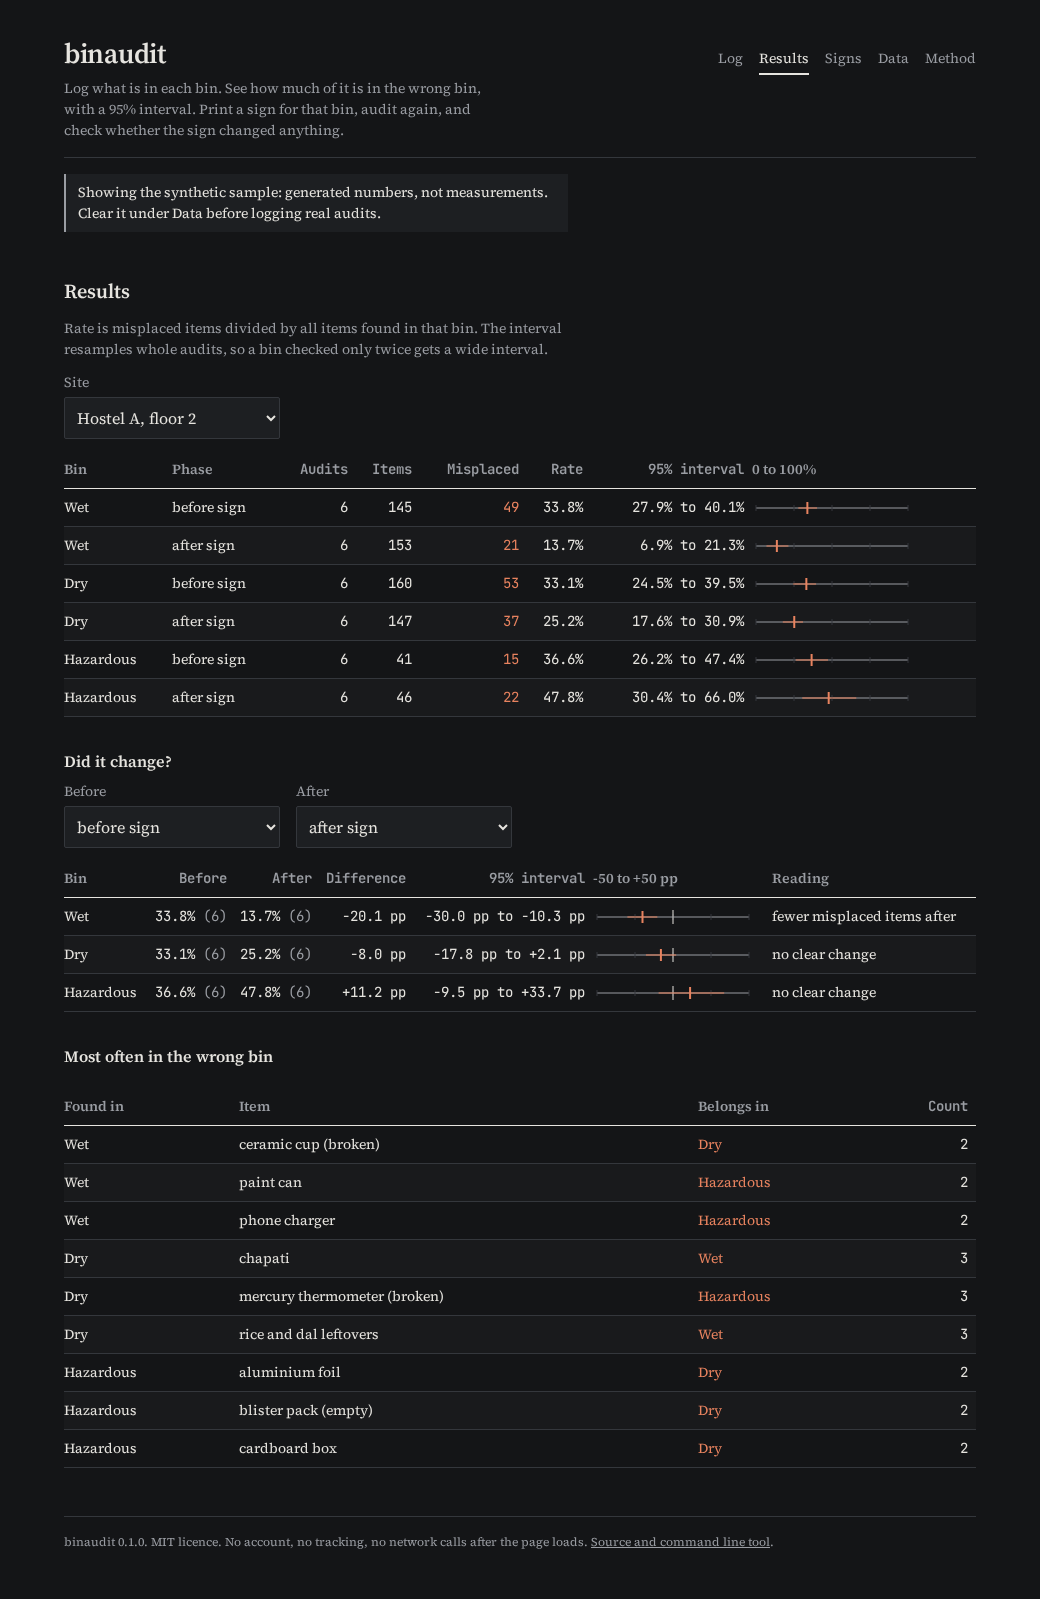 binaudit
Log Results Signs Data Method
Log what is in each bin. See how much of it is in the wrong bin,
with a 95% interval. Print a sign for that bin, audit again, and
check whether the sign changed anything.
Showing the synthetic sample: generated numbers, not measurements.
Clear it under Data before logging real audits.
Results
Rate is misplaced items divided by all items found in that bin. The interval
resamples whole audits, so a bin checked only twice gets a wide interval.
Site
Hostel A, floor 2
Bin Phase Audits Items Misplaced Rate 95% interval 0 to 100%
Wet before sign 6 145 49 33.8% 27.9% to 40.1%
Wet after sign 6 153 21 13.7% 6.9% to 21.3%
Dry before sign 6 160 53 33.1% 24.5% to 39.5%
Dry after sign 6 147 37 25.2% 17.6% to 30.9%
Hazardous before sign 6 41 15 36.6% 26.2% to 47.4%
Hazardous after sign 6 46 22 47.8% 30.4% to 66.0%
Did it change?
Before After
before sign after sign
Bin Before After Difference 95% interval -50 to +50 pp Reading
Wet 33.8% (6) 13.7% (6) -20.1 pp -30.0 pp to -10.3 pp fewer misplaced items after
Dry 33.1% (6) 25.2% (6) -8.0 pp -17.8 pp to +2.1 pp no clear change
Hazardous 36.6% (6) 47.8% (6) +11.2 pp -9.5 pp to +33.7 pp no clear change
Most often in the wrong bin
Found in Item Belongs in Count
Wet ceramic cup (broken) Dry 2
Wet paint can Hazardous 2
Wet phone charger Hazardous 2
Dry chapati Wet 3
Dry mercury thermometer (broken) Hazardous 3
Dry rice and dal leftovers Wet 3
Hazardous aluminium foil Dry 2
Hazardous blister pack (empty) Dry 2
Hazardous cardboard box Dry 2
binaudit 0.1.0. MIT licence. No account, no tracking, no network calls after the page loads. Source and command line tool.